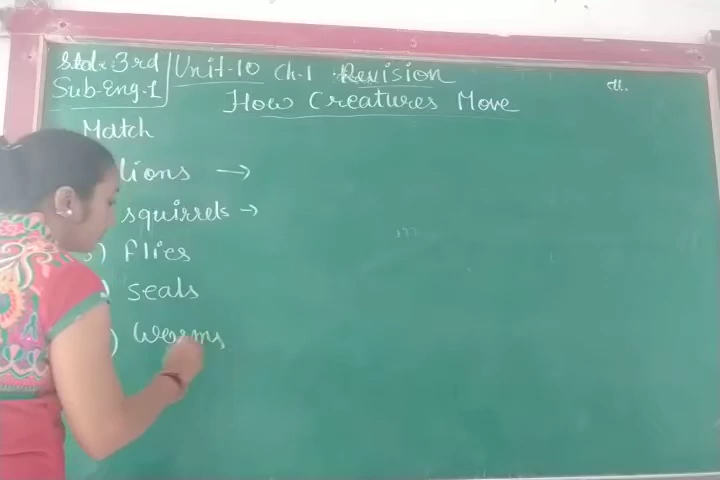 Std:- 3rd
Sub-Eng-1
Unit-10 Ch-1 Revision
How Creatures Move
Match
lions →
squirrels →
) flies
seals
) Worms